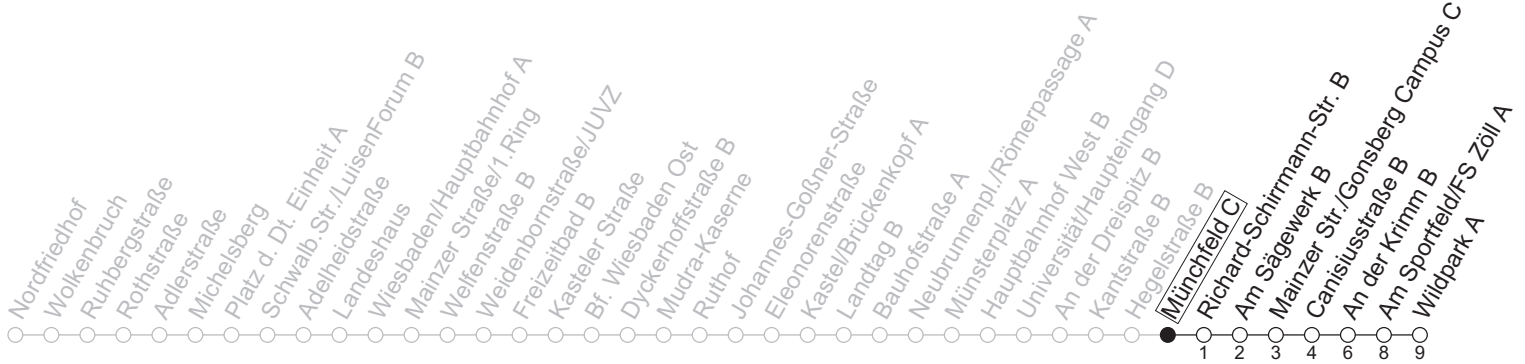 Nordfriedhof
Wolkenbruch
Ruhbergstraße
Rothstraße
Adlerstraße
Michelsberg
Platz d. Dt. Einheit A
Schwalb. Str./LuisenForum B
Adelheidstraße
Landeshaus
Wiesbaden/Hauptbahnhof A
Mainzer Straße/1.Ring
Welfenstraße B
Weidenbornstraße/JUVZ
Freizeitbad B
Kasteler Straße
Bf. Wiesbaden Ost
Dyckerhoffstraße B
Mudra-Kaserne
Ruthof
Johannes-Goßner-Straße
Eleonorenstraße
Kastel/Brückenkopf A
Landtag B
Bauhofstraße A
Neubrunnenpl./Römerpassage A
Münsterplatz A
Hauptbahnhof West B
Universität/Haupteingang D
An der Dreispitz B
Kantstraße B
Hegelstraße B
Münchfeld C
Richard-Schirrmann-Str. B
Am Sägewerk B
Mainzer Str./Gonsberg Campus C
Canisiusstraße B
An der Krimm B
Am Sportfeld/FS Zöll A
Wildpark A
1 2 3 4 6 8 9